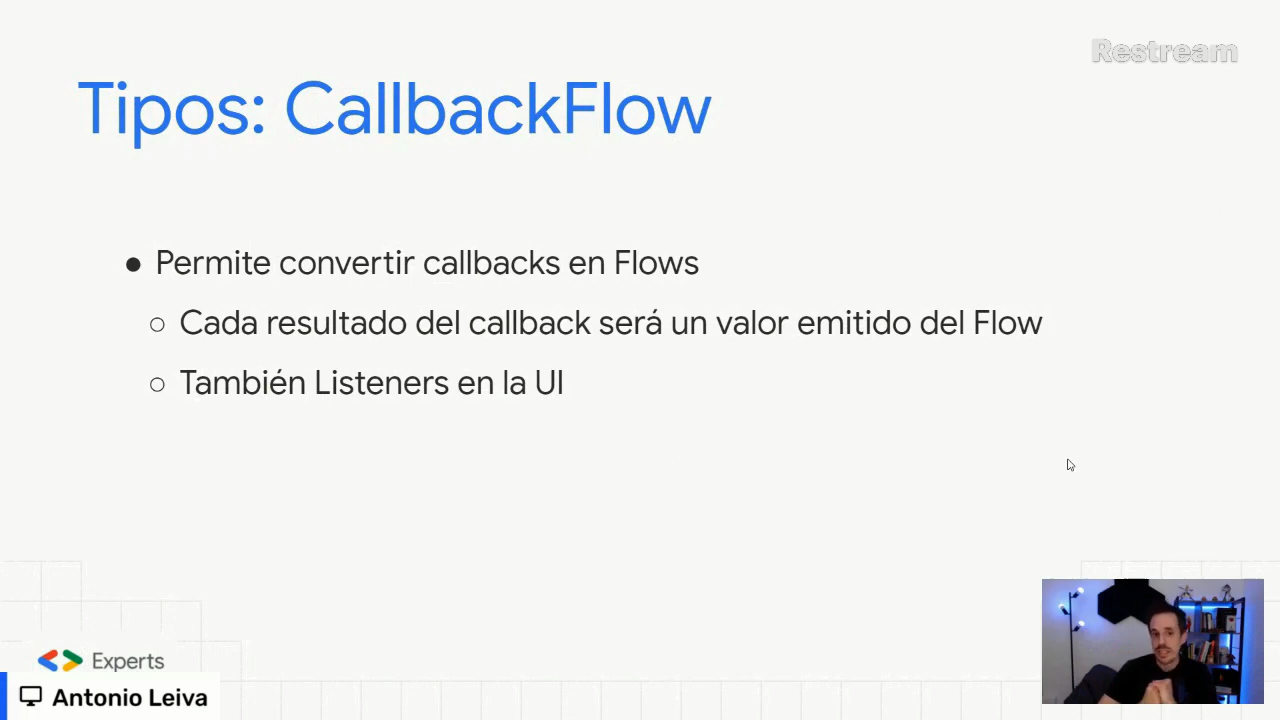 Restream
Tipos: CallbackFlow
● Permite convertir callbacks en Flows
○ Cada resultado del callback será un valor emitido del Flow
○ También Listeners en la UI
Experts
Antonio Leiva